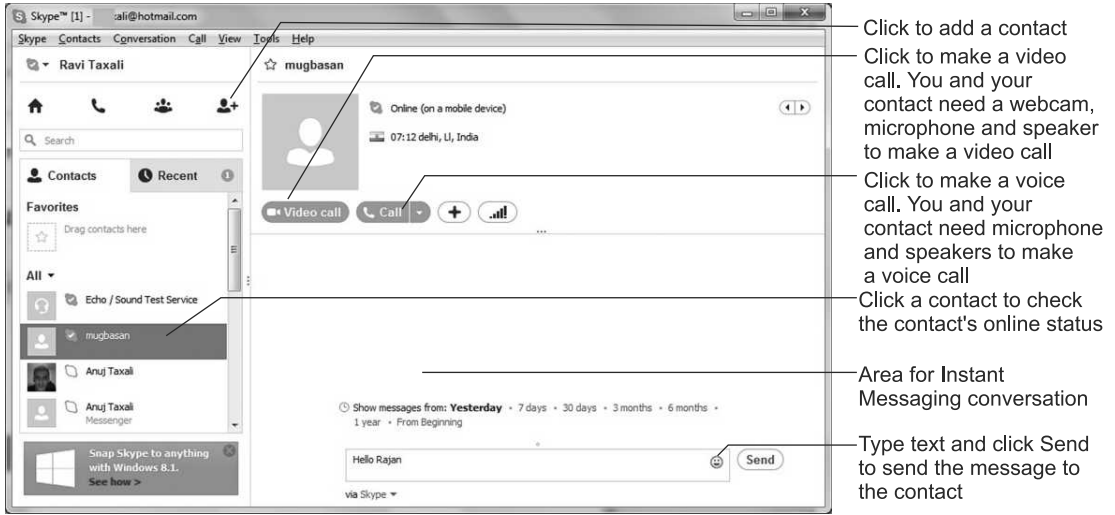 Skype™ [1] - :ali@hotmail.com
Skype Contacts Conversation Call View Tools Help
Ravi Taxali
Search
Contacts
Recent 1
Favorites
Drag contacts here
All
Echo / Sound Test Service
mugbasan
Anuj Taxali
Anuj Taxali
Messenger
Snap Skype to anything
with Windows 8.1.
See how >
mugbasan
Online (on a mobile device)
07:12 delhi, Ll, India
Video call
Call
Show messages from: Yesterday • 7 days • 30 days • 3 months • 6 months •
1 year • From Beginning
Hello Rajan
Send
via Skype
Click to add a contact
Click to make a video
call. You and your
contact need a webcam,
microphone and speaker
to make a video call
Click to make a voice
call. You and your
contact need microphone
and speakers to make
a voice call
Click a contact to check
the contact's online status
Area for Instant
Messaging conversation
Type text and click Send
to send the message to
the contact